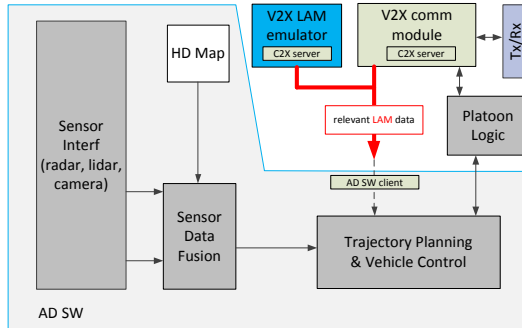 V2X LAM
emulator
C2X server
V2X comm
module
C2X server
Tx/Rx
HD Map
relevant LAM data
Platoon
Logic
Sensor
Interf
(radar, lidar,
camera)
AD SW client
Sensor
Data
Fusion
Trajectory Planning
& Vehicle Control
AD SW